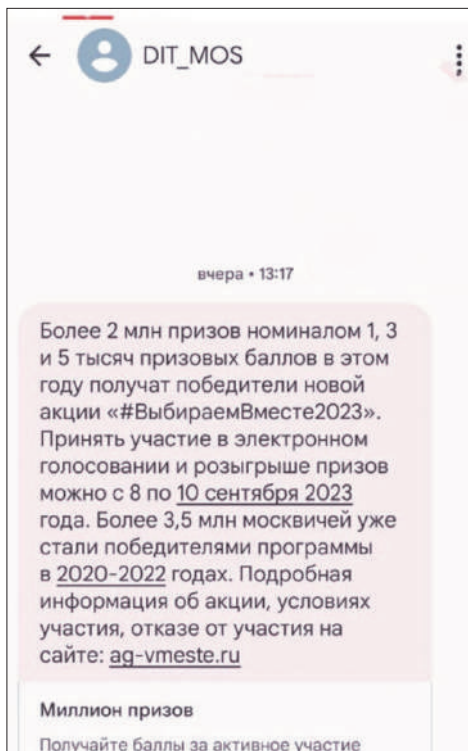 DIT_MOS
вчера • 13:17
Более 2 млн призов номиналом 1, 3
и 5 тысяч призовых баллов в этом
году получат победители новой
акции «#ВыбираемВместе2023».
Принять участие в электронном
голосовании и розыгрыше призов
можно с 8 по 10 сентября 2023
года. Более 3,5 млн москвичей уже
стали победителями программы
в 2020-2022 годах. Подробная
информация об акции, условиях
участия, отказе от участия на
сайте: ag-vmeste.ru
Миллион призов
Получайте баллы за активное участие